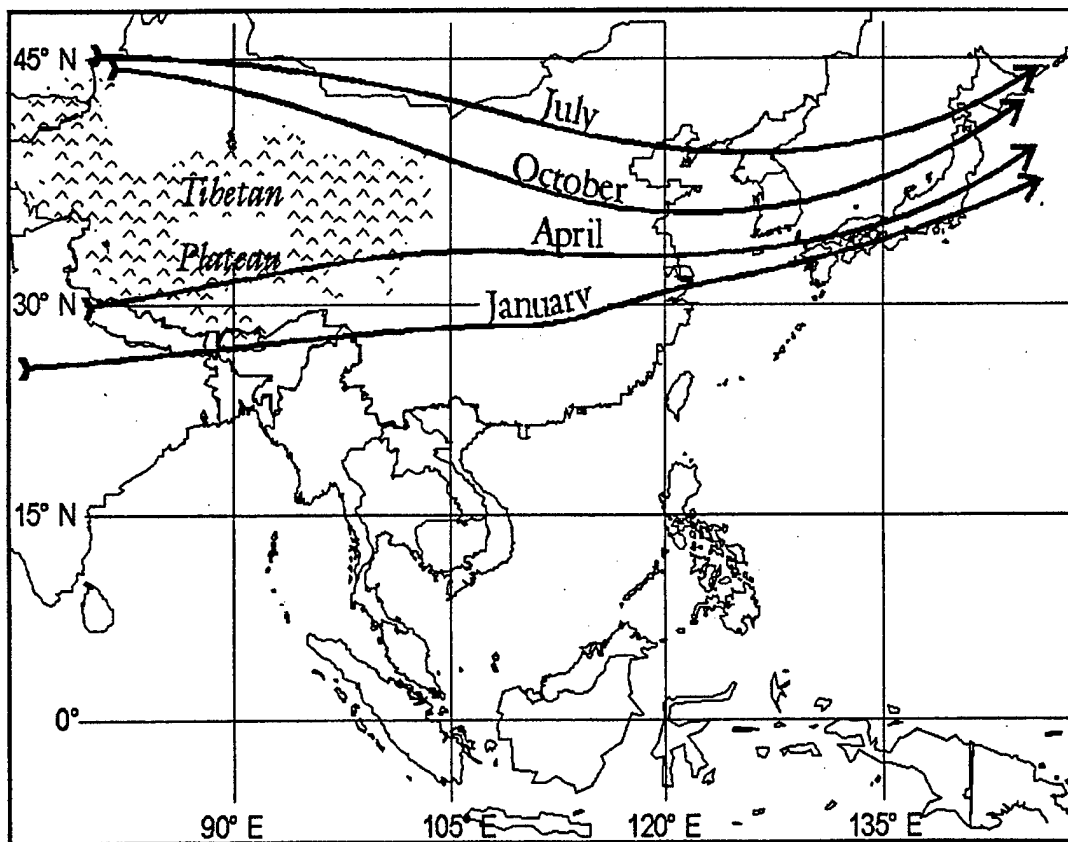 45° N
July
October
Tibetan
April
Plateau
January
30° N
15° N
0°
90° E
105° E
120° E
135° E